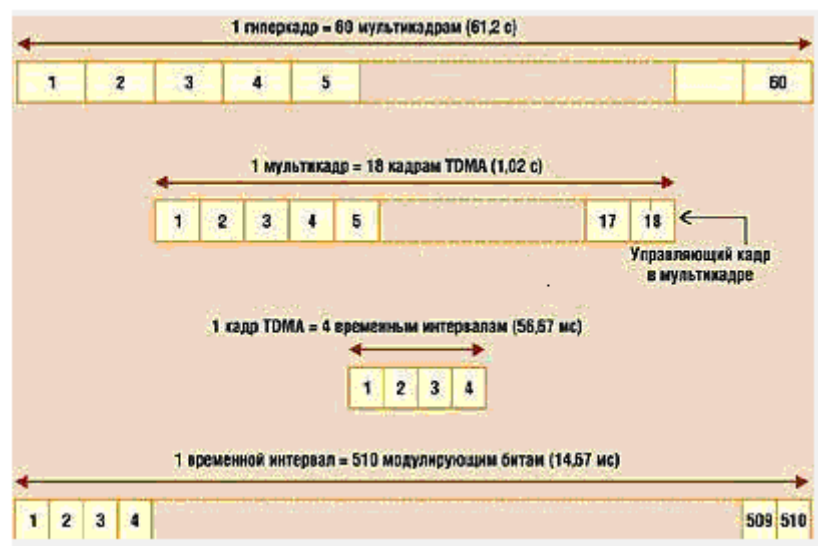 1 гиперкадр = 60 мультикадрам (61,2 с)
1 2 3 4 5 60
1 мультикадр = 18 кадрам TDMA (1,02 с)
1 2 3 4 5 17 18
Управляющий кадр
в мультикадре
1 кадр TDMA = 4 временным интервалам (56,67 мс)
1 2 3 4
1 временной интервал = 510 модулирующим битам (14,67 мс)
1 2 3 4 509 510